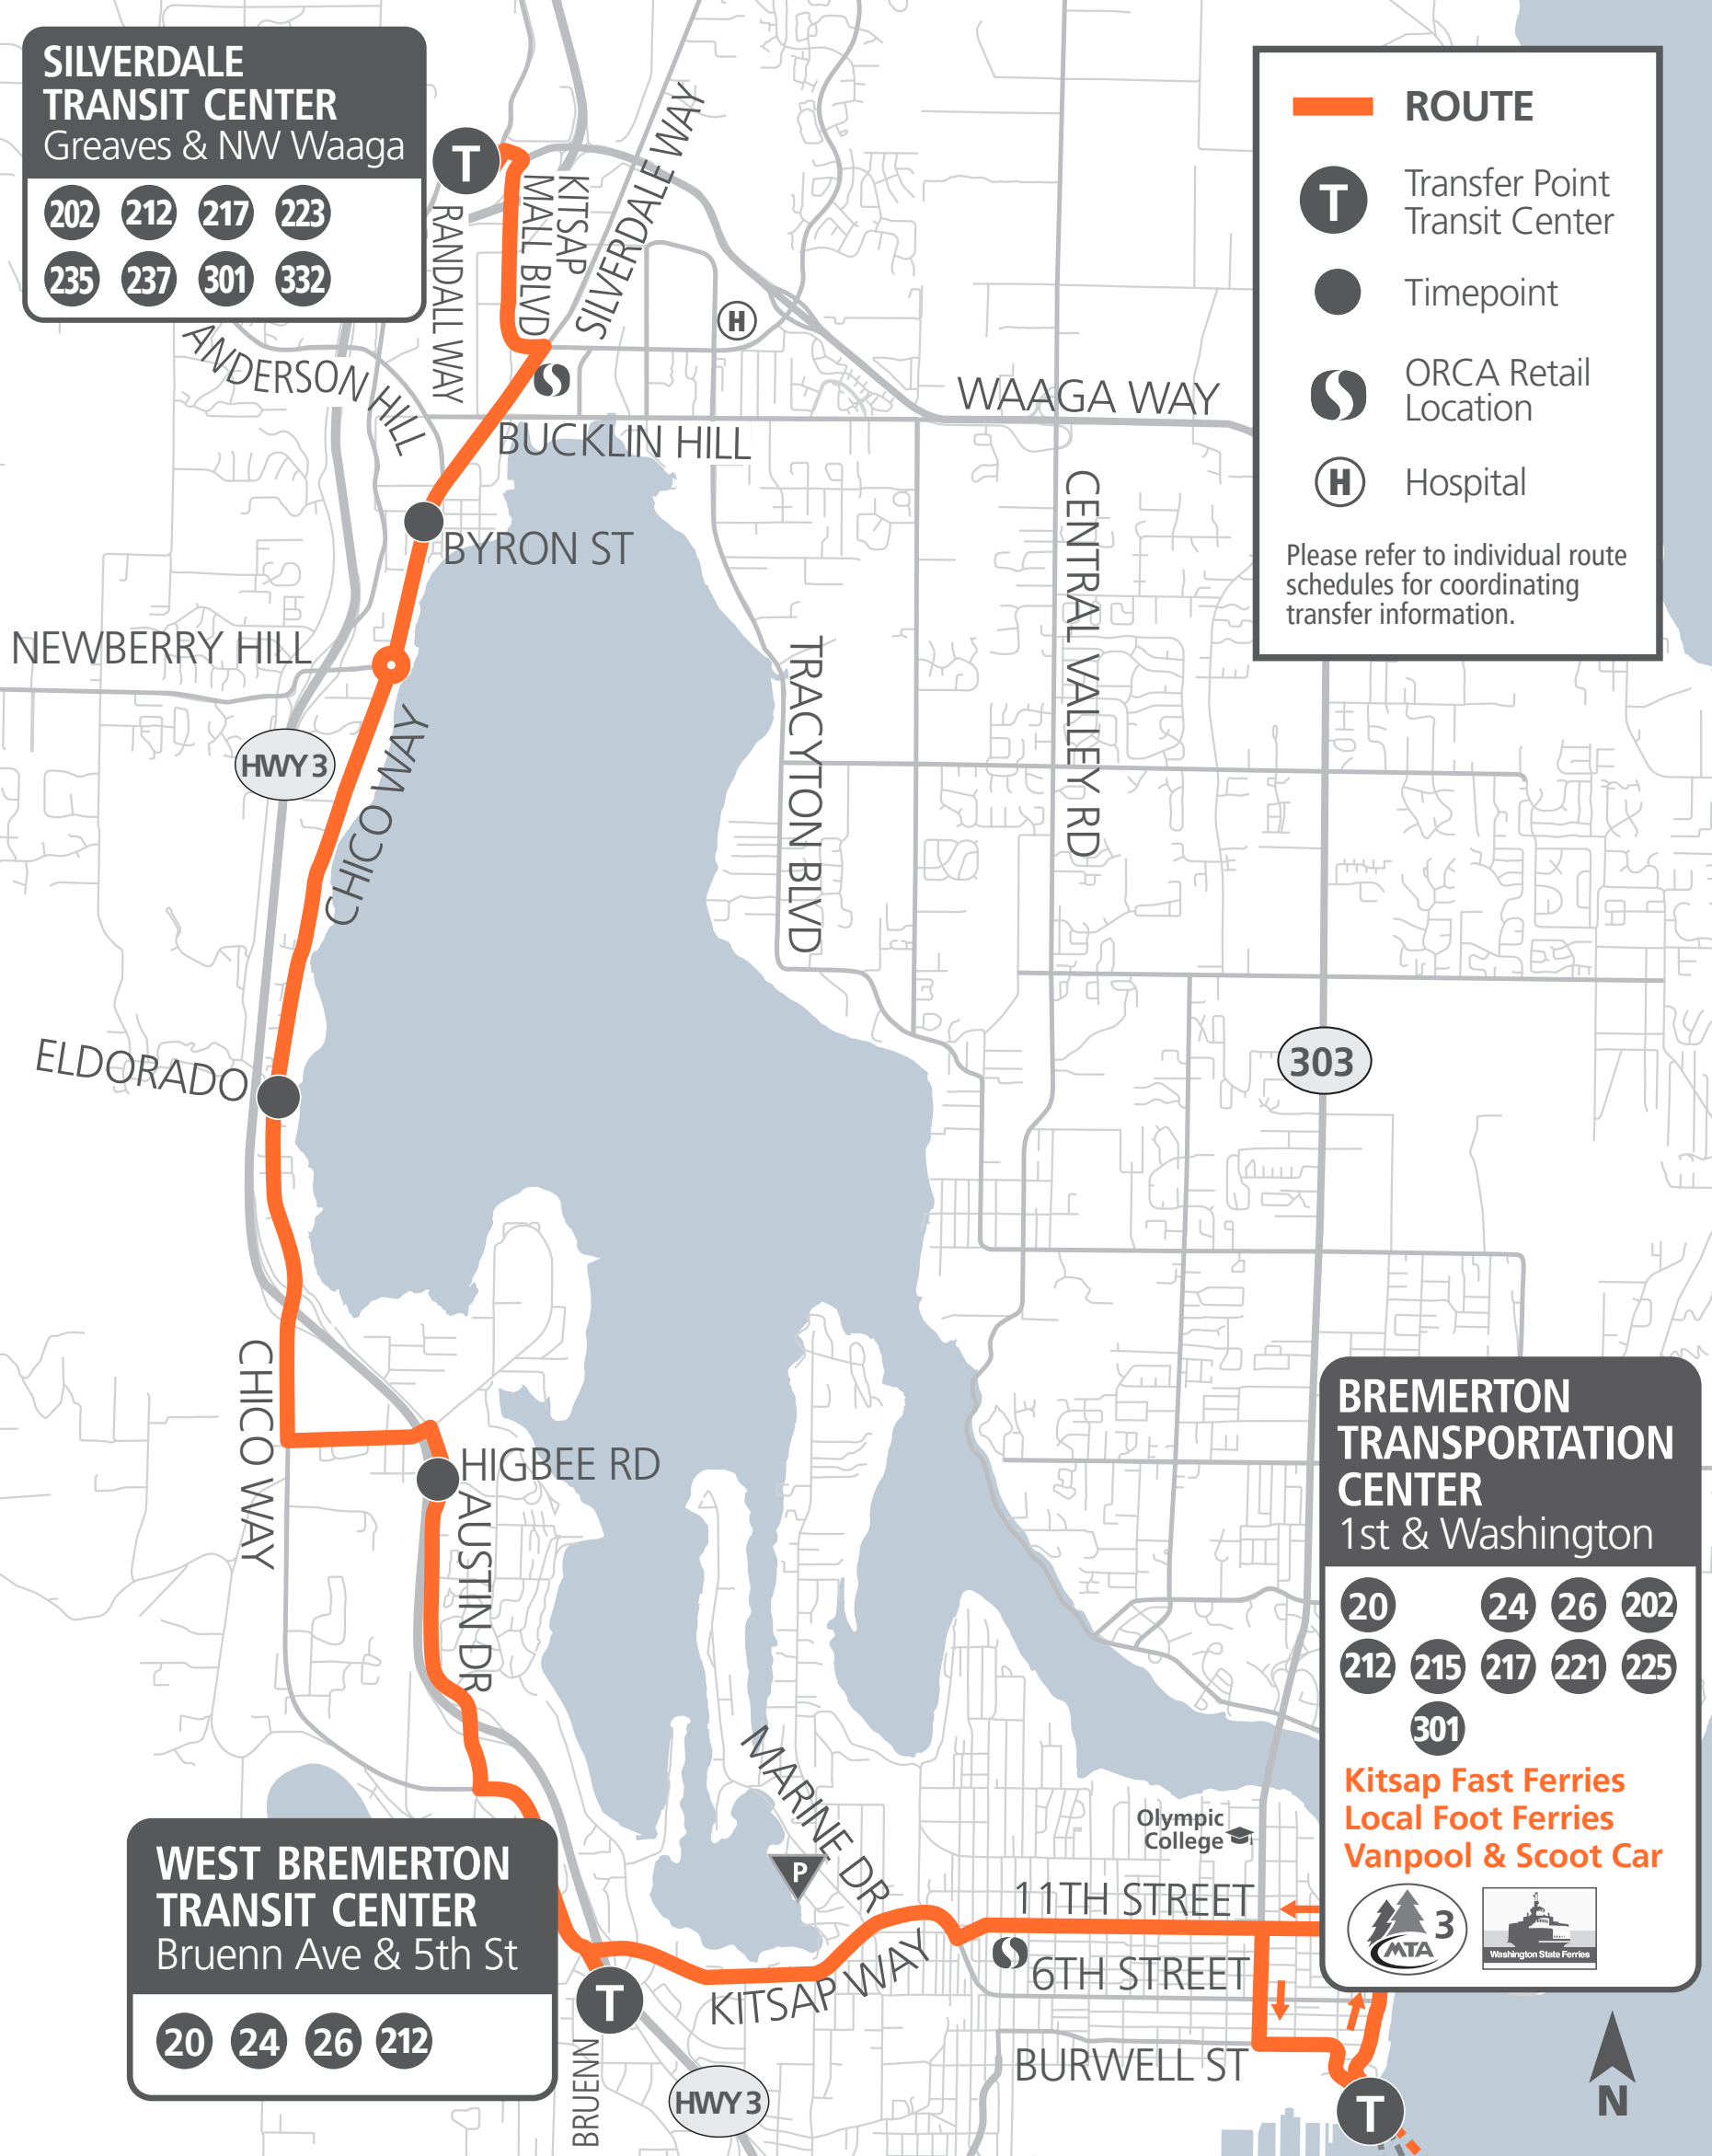 SILVERDALE
TRANSIT CENTER
Greaves & NW Waaga
202 212 217 223
235 237 301 332
T
RANDALL WAY
KITSAP
MALL BLVD
SILVERDALE WAY
H
ANDERSON HILL
BUCKLIN HILL
WAAGA WAY
ROUTE
T
Transfer Point
Transit Center
Timepoint
ORCA Retail
Location
H
Hospital
Please refer to individual route
schedules for coordinating
transfer information.
BYRON ST
NEWBERRY HILL
HWY 3
CHICO WAY
TRACYTON BLVD
CENTRAL VALLEY RD
303
ELDORADO
CHICO WAY
HIGBEE RD
AUSTIN DR
BREMERTON
TRANSPORTATION
CENTER
1st & Washington
20 24 26 202
212 215 217 221 225
301
Kitsap Fast Ferries
Local Foot Ferries
Vanpool & Scoot Car
MTA 3
Washington State Ferries
MARINE DR
P
Olympic
College
11TH STREET
6TH STREET
KITSAP WAY
BURWELL ST
WEST BREMERTON
TRANSIT CENTER
Bruenn Ave & 5th St
20 24 26 212
T
BRUENN
HWY 3
T
N